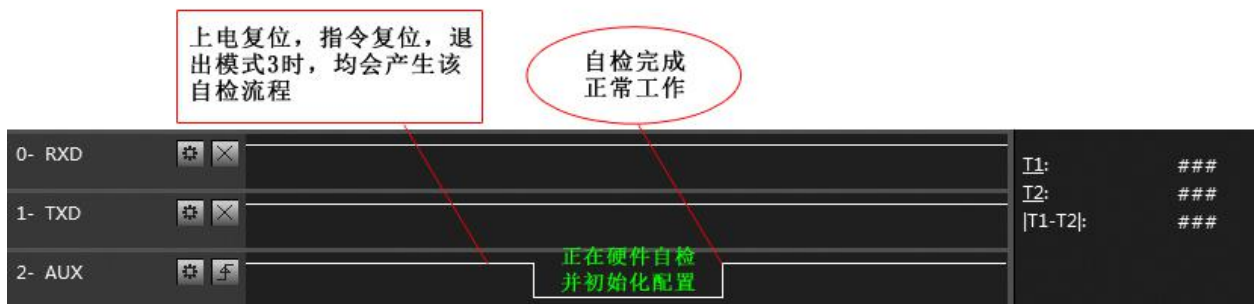 上电复位，指令复位，退
出模式3时，均会产生该
自检流程
自检完成
正常工作
0- RXD
T1: ###
T2: ###
1- TXD
|T1-T2|: ###
2- AUX
正在硬件自检
并初始化配置